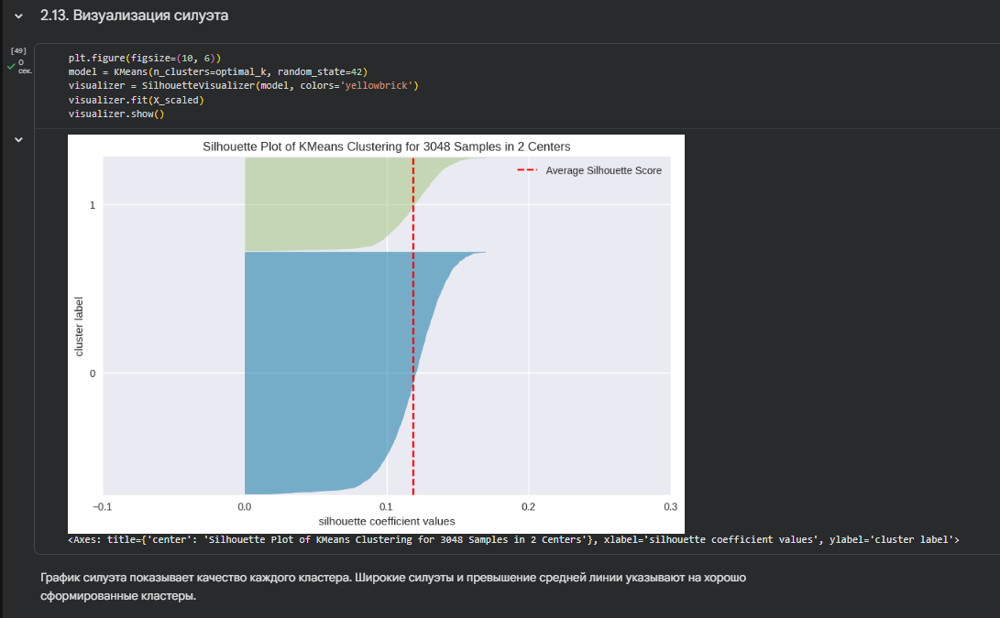 2.13. Визуализация силуэта
[49]
0
сек.
plt.figure(figsize=(10, 6))
model = KMeans(n_clusters=optimal_k, random_state=42)
visualizer = SilhouetteVisualizer(model, colors='yellowbrick')
visualizer.fit(X_scaled)
visualizer.show()
Silhouette Plot of KMeans Clustering for 3048 Samples in 2 Centers
Average Silhouette Score
1
cluster label
0
−0.1 0.0 0.1 0.2 0.3
silhouette coefficient values
<Axes: title={'center': 'Silhouette Plot of KMeans Clustering for 3048 Samples in 2 Centers'}, xlabel='silhouette coefficient values', ylabel='cluster label'>
График силуэта показывает качество каждого кластера. Широкие силуэты и превышение средней линии указывают на хорошо
сформированные кластеры.